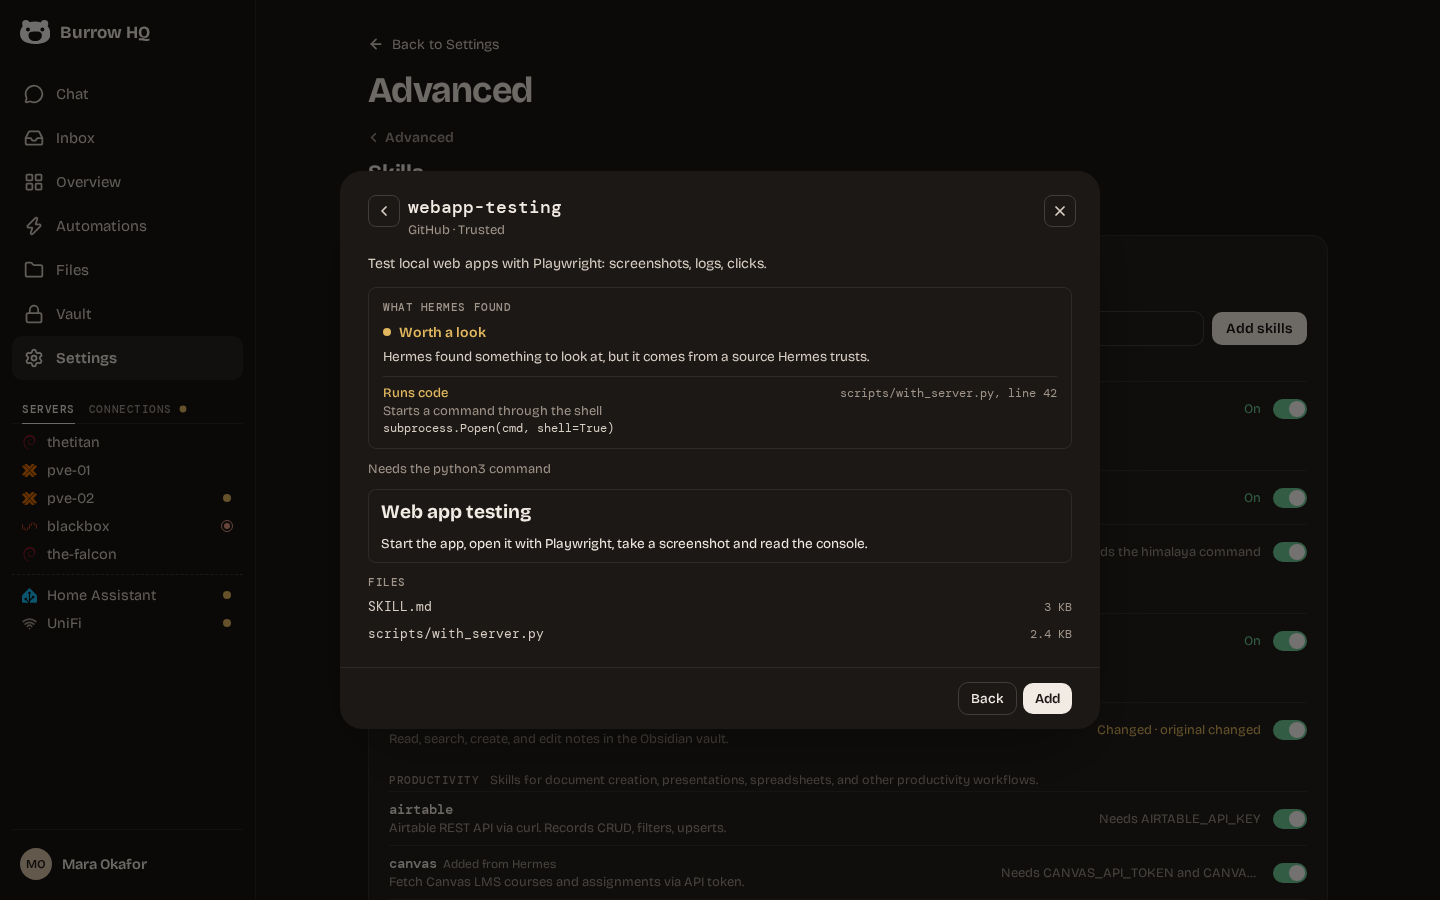 Burrow HQ
Chat
Inbox
Overview
Automations
Files
Vault
Settings
SERVERS CONNECTIONS
thetitan
pve-01
pve-02
blackbox
the-falcon
Home Assistant
UniFi
MO Mara Okafor
Back to Settings
Advanced
Advanced
Skills
Add skills
On
On
ds the himalaya command
On
webapp-testing
GitHub · Trusted
Test local web apps with Playwright: screenshots, logs, clicks.
WHAT HERMES FOUND
Worth a look
Hermes found something to look at, but it comes from a source Hermes trusts.
Runs code scripts/with_server.py, line 42
Starts a command through the shell
subprocess.Popen(cmd, shell=True)
Needs the python3 command
Web app testing
Start the app, open it with Playwright, take a screenshot and read the console.
FILES
SKILL.md 3 KB
scripts/with_server.py 2.4 KB
Back Add
Changed · original changed
Read, search, create, and edit notes in the Obsidian vault.
PRODUCTIVITY Skills for document creation, presentations, spreadsheets, and other productivity workflows.
airtable
Airtable REST API via curl. Records CRUD, filters, upserts.
Needs AIRTABLE_API_KEY
canvas Added from Hermes
Fetch Canvas LMS courses and assignments via API token.
Needs CANVAS_API_TOKEN and CANVA...